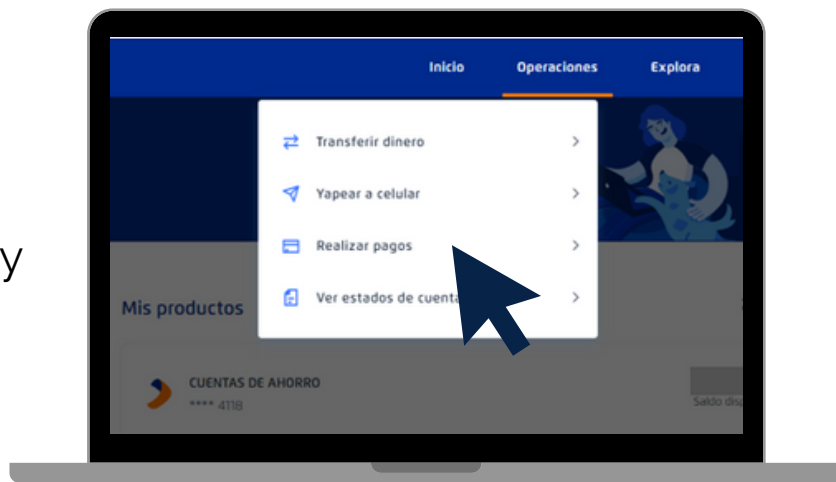 Inicio Operaciones Explora
Transferir dinero
Yapear a celular
y
Realizar pagos
Ver estados de cuenta
Mis productos
CUENTAS DE AHORRO
**** 4118
Saldo disp